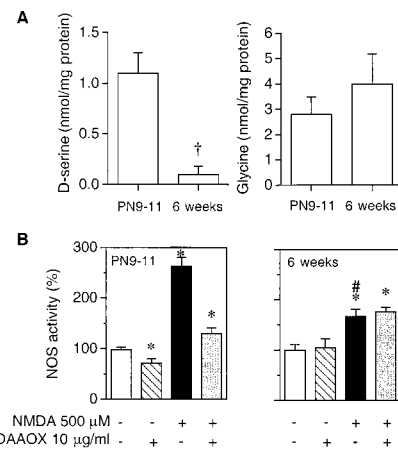 A
D-serine (nmol/mg protein)
1.5
1.0
0.5
0.0
†
PN9-11 6 weeks
Glycine (nmol/mg protein)
6
5
4
3
2
1
0
PN9-11 6 weeks
B
NOS activity (%)
300
200
100
0
PN9-11
*
*
*
6 weeks
#
*
*
NMDA 500 μM - - + + - - + +
DAAOX 10 μg/ml - + - + - + - +